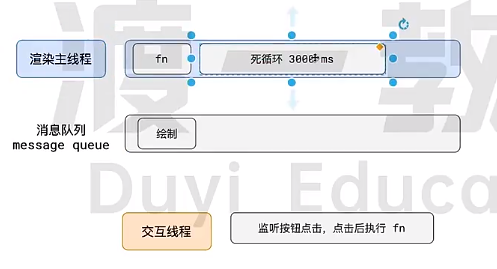 渡一教
渲染主线程
fn
死循环 3000 ms
消息队列
message queue
绘制
Duyi Educa
交互线程
监听按钮点击，点击后执行 fn